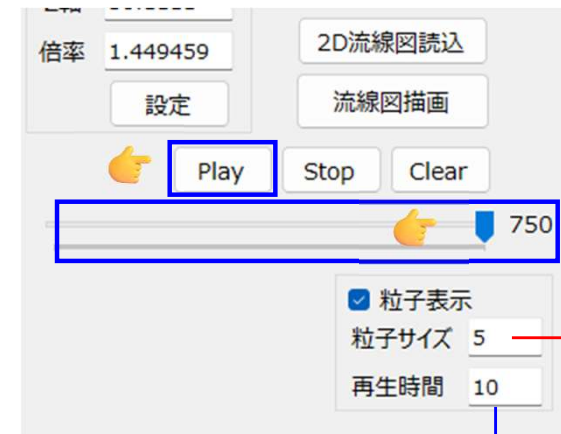 倍率 1.449459
2D流線図読込
設定
流線図描画
Play Stop Clear
750
粒子表示
粒子サイズ 5
再生時間 10